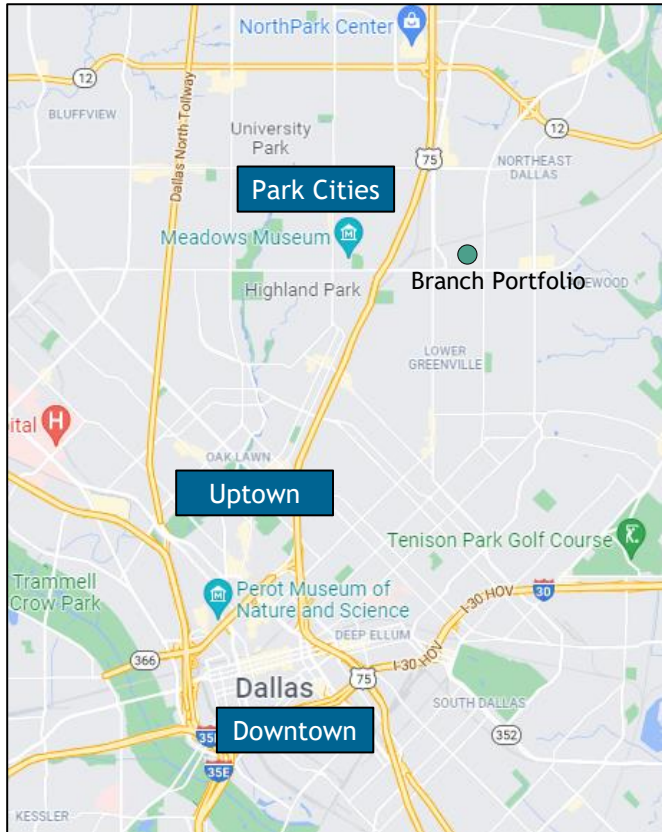 NorthPark Center
12
BLUFFVIEW
Dallas North Tollway
University
Park
75
12
NORTHEAST
DALLAS
Park Cities
Meadows Museum
Highland Park
Branch Portfolio
EWOOD
LOWER
GREENVILLE
ital
H
OAK LAWN
Uptown
Tenison Park Golf Course
Trammell
Crow Park
Perot Museum of
Nature and Science
I-30 HOV
30
DEEP ELLUM
I-30 HOV
366
75
Dallas
SOUTH DALLAS
Downtown
352
35E
35E
KESSLER